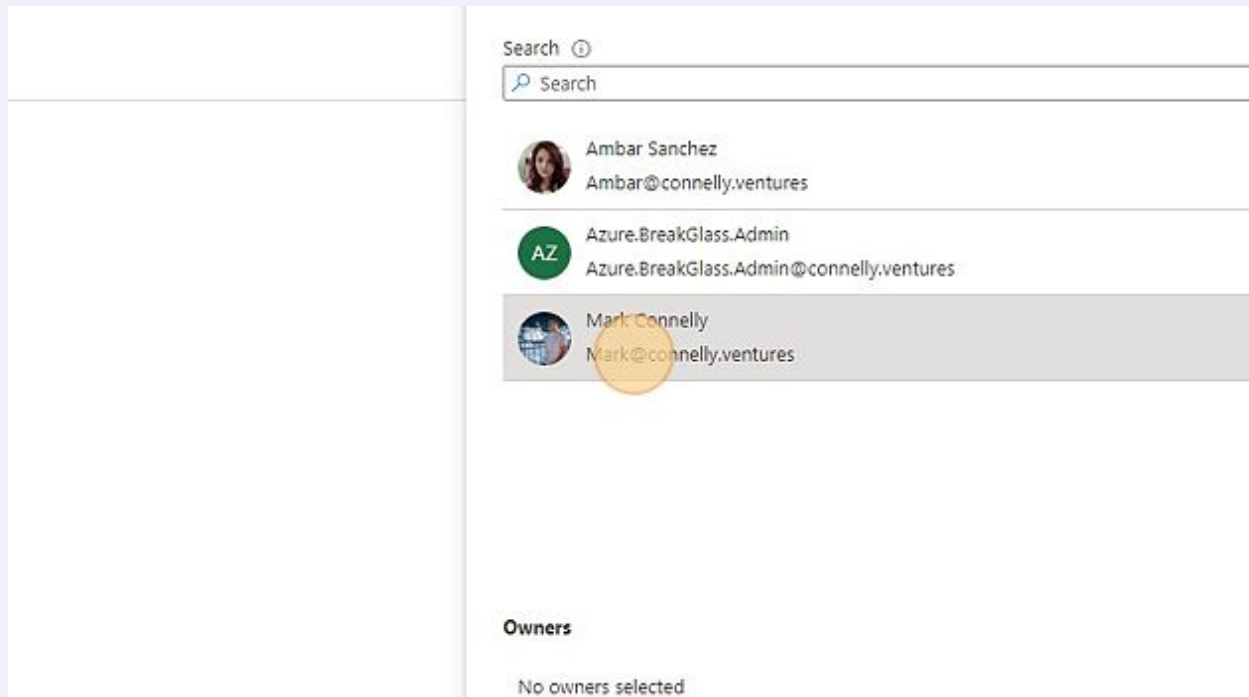 Search
Search
Ambar Sanchez
Ambar@connelly.ventures
AZ
Azure.BreakGlass.Admin
Azure.BreakGlass.Admin@connelly.ventures
Mark Connelly
Mark@connelly.ventures
Owners
No owners selected